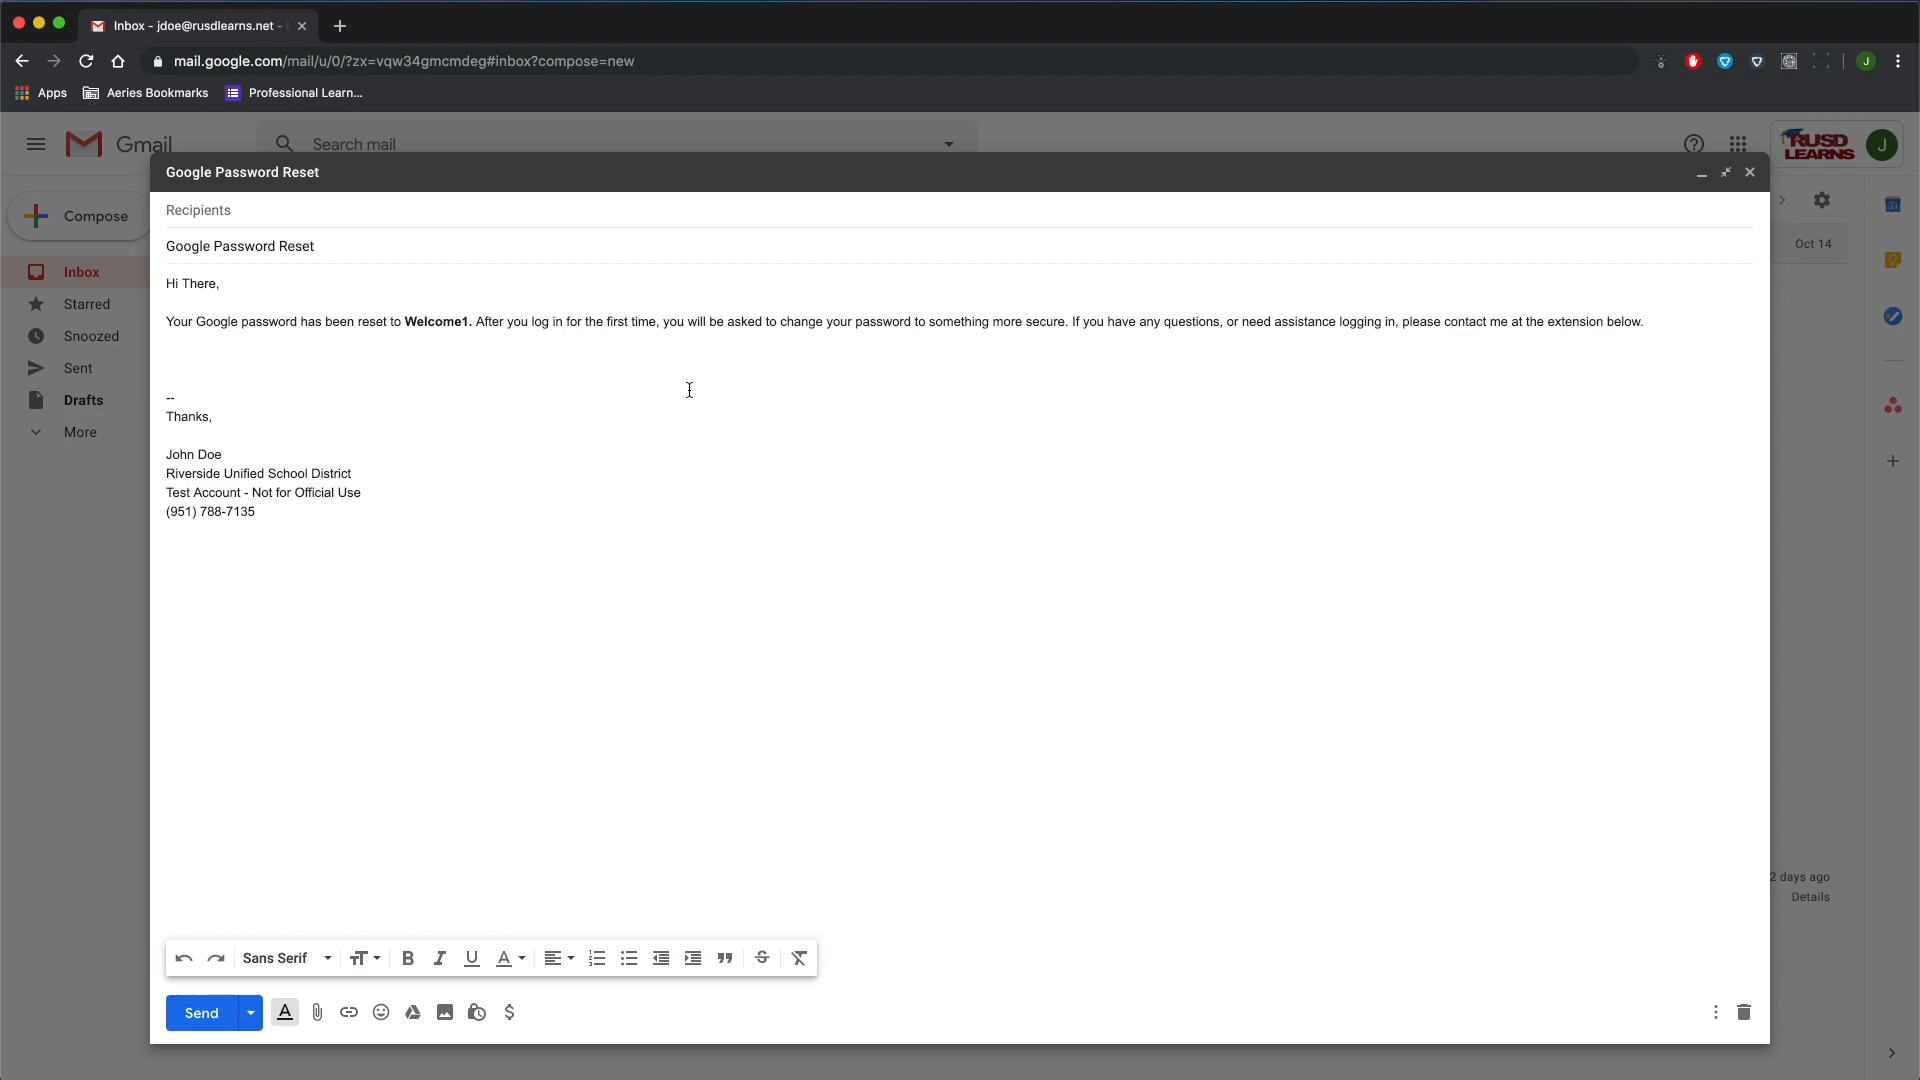 Inbox - jdoe@rusdlearns.net -
mail.google.com/mail/u/0/?zx=vqw34gmcmdeg#inbox?compose=new
J
Apps
Aeries Bookmarks
Professional Learn...
Gmail
Search mail
RUSD
LEARNS
J
Google Password Reset
Compose
Recipients
31
Google Password Reset
Oct 14
Inbox
Hi There,
Starred
Your Google password has been reset to Welcome1. After you log in for the first time, you will be asked to change your password to something more secure. If you have any questions, or need assistance logging in, please contact me at the extension below.
Snoozed
Sent
Drafts
--
Thanks,
More
John Doe
Riverside Unified School District
Test Account - Not for Official Use
(951) 788-7135
2 days ago
Details
Sans Serif
Send